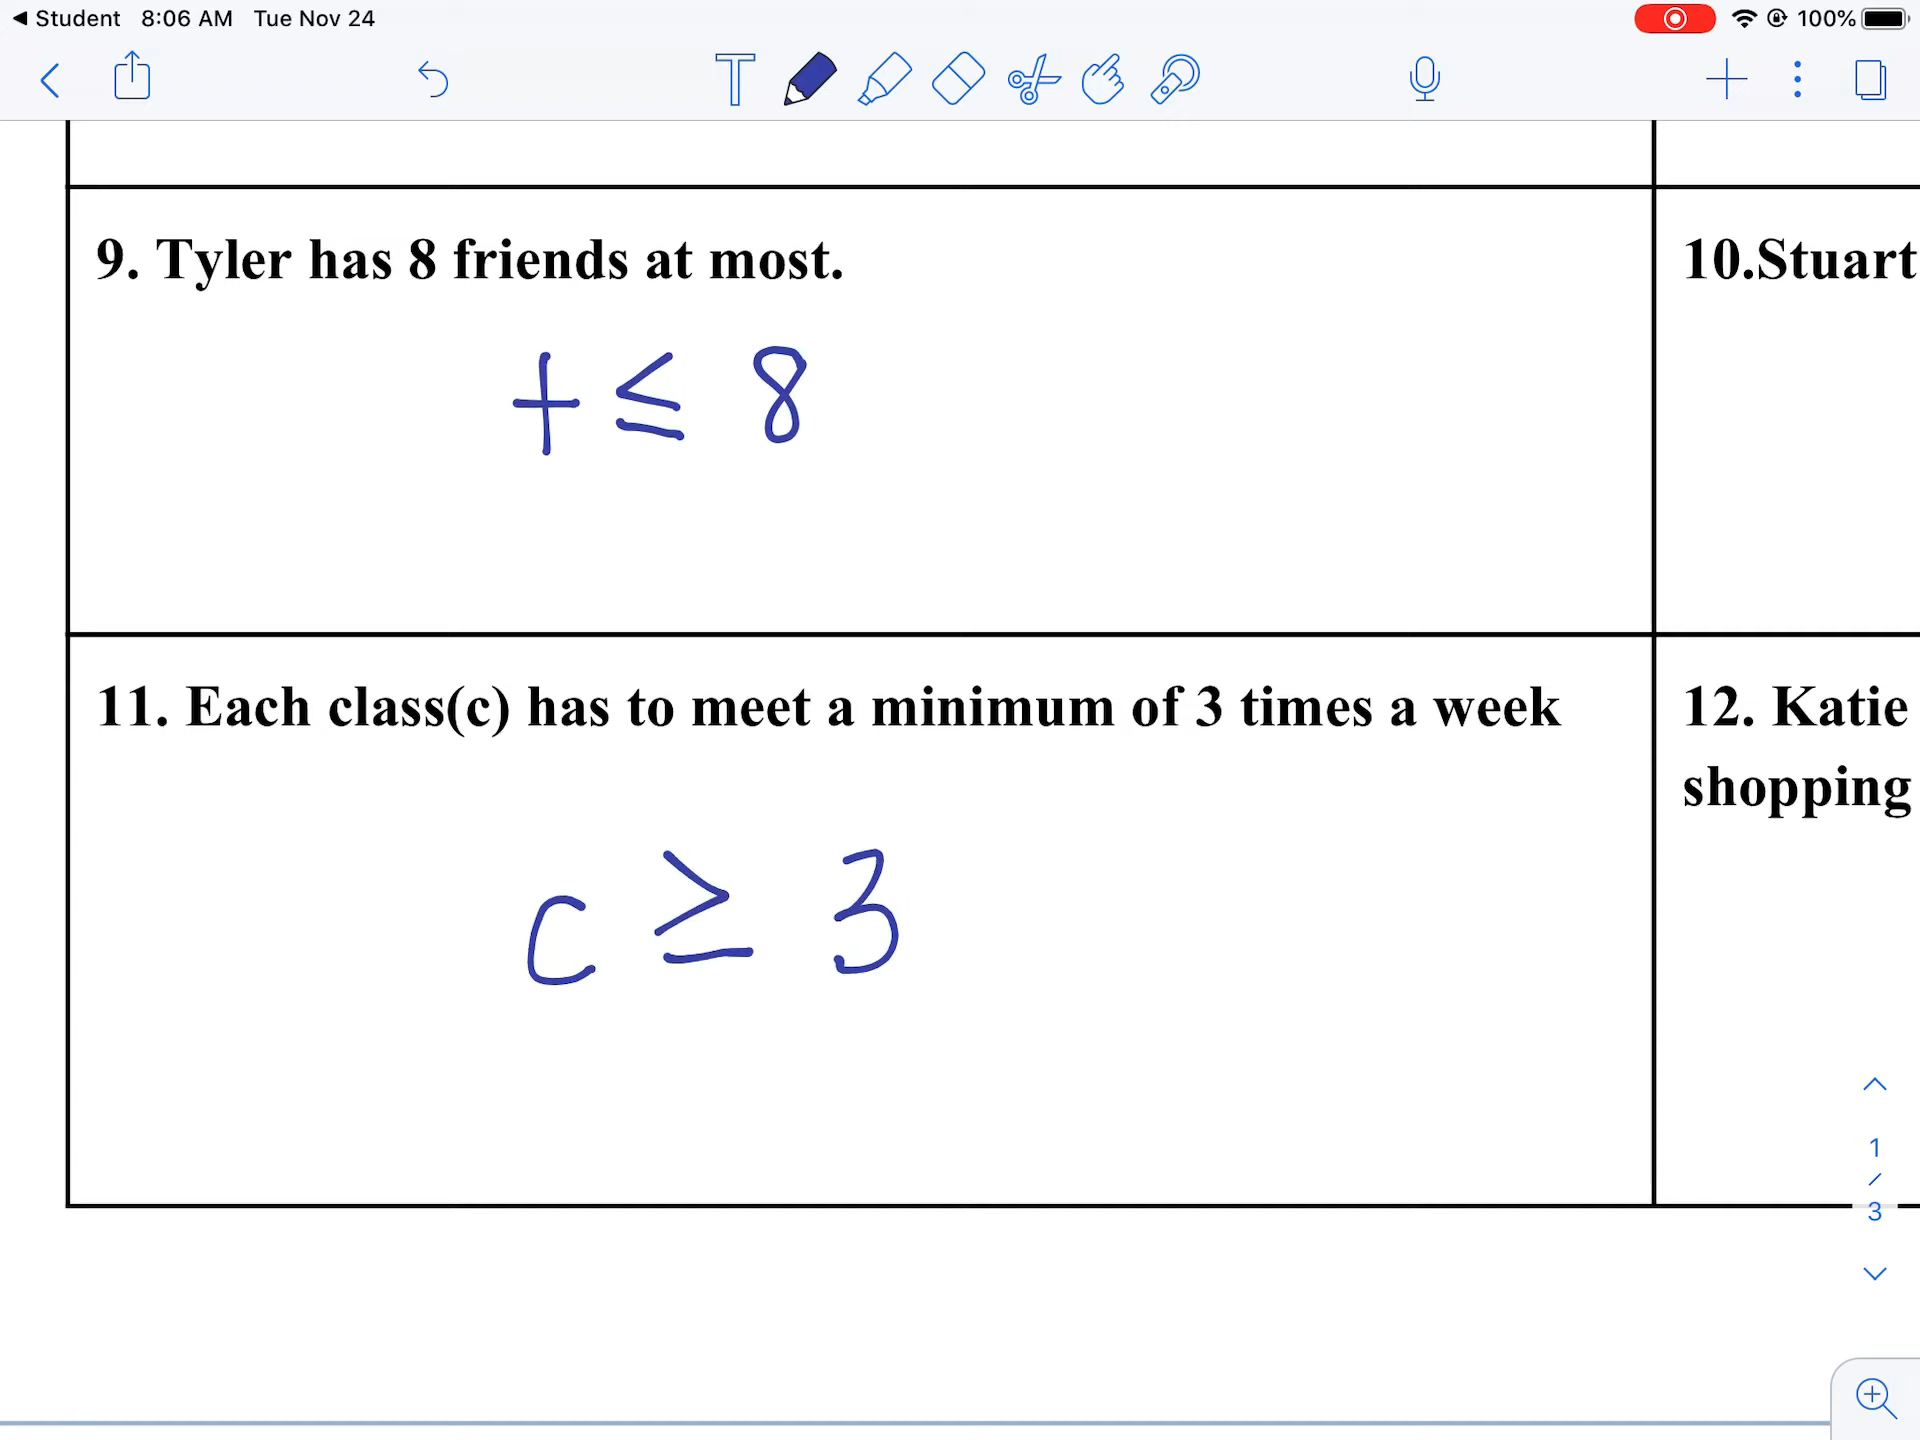 ◀ Student 8:06 AM Tue Nov 24 100%
9. Tyler has 8 friends at most.
10.Stuart
t ≤ 8
11. Each class(c) has to meet a minimum of 3 times a week
12. Katie
shopping
c ≥ 3
1
/
3